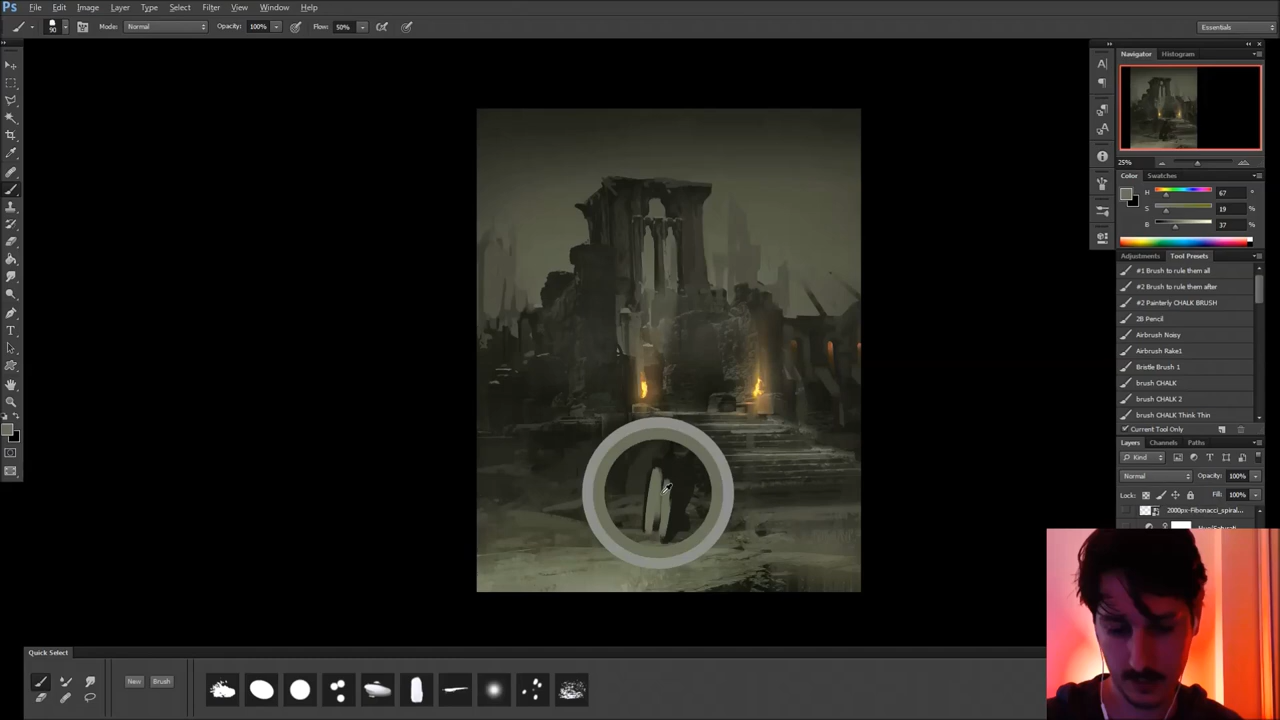 Ps File Edit Image Layer Type Select Filter View Window Help
90 Mode: Normal Opacity: 100% Flow: 50% Essentials
Navigator Histogram
25%
Color Swatches
H 67 °
S 19 %
B 37 %
Adjustments Tool Presets
#1 Brush to rule them all
#2 Brush to rule them after
#2 Painterly CHALK BRUSH
2B Pencil
Airbrush Noisy
Airbrush Rake1
Bristle Brush 1
brush CHALK
brush CHALK 2
brush CHALK Think Thin
Current Tool Only
Layers Channels Paths
Kind
Normal Opacity: 100%
Lock: Fill: 100%
2000px-Fibonacci_spiral...
Quick Select
New Brush